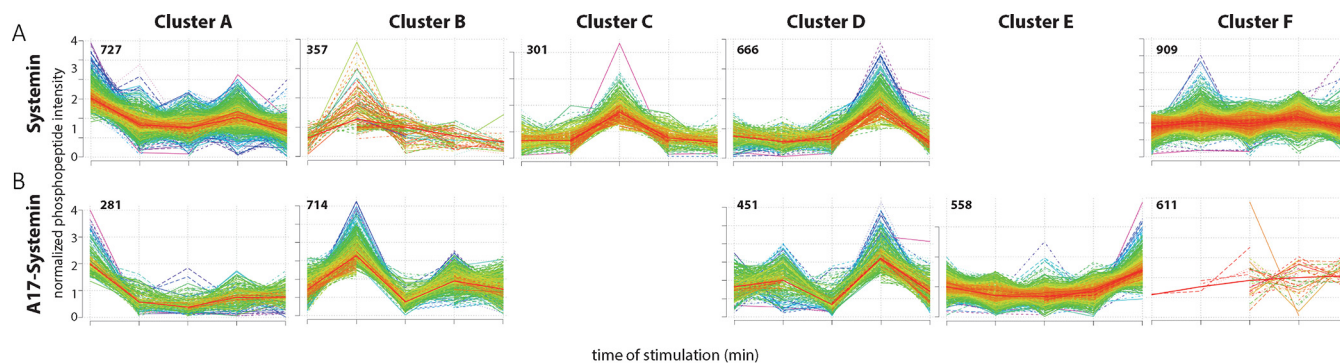 Cluster A Cluster B Cluster C Cluster D Cluster E Cluster F
A
Systemin
727 357 301 666 909
4
3
2
1
1
0
B
A17-Systemin
281 714 451 558 611
4
3
2
1
0
normalized phosphopeptide intensity
time of stimulation (min)